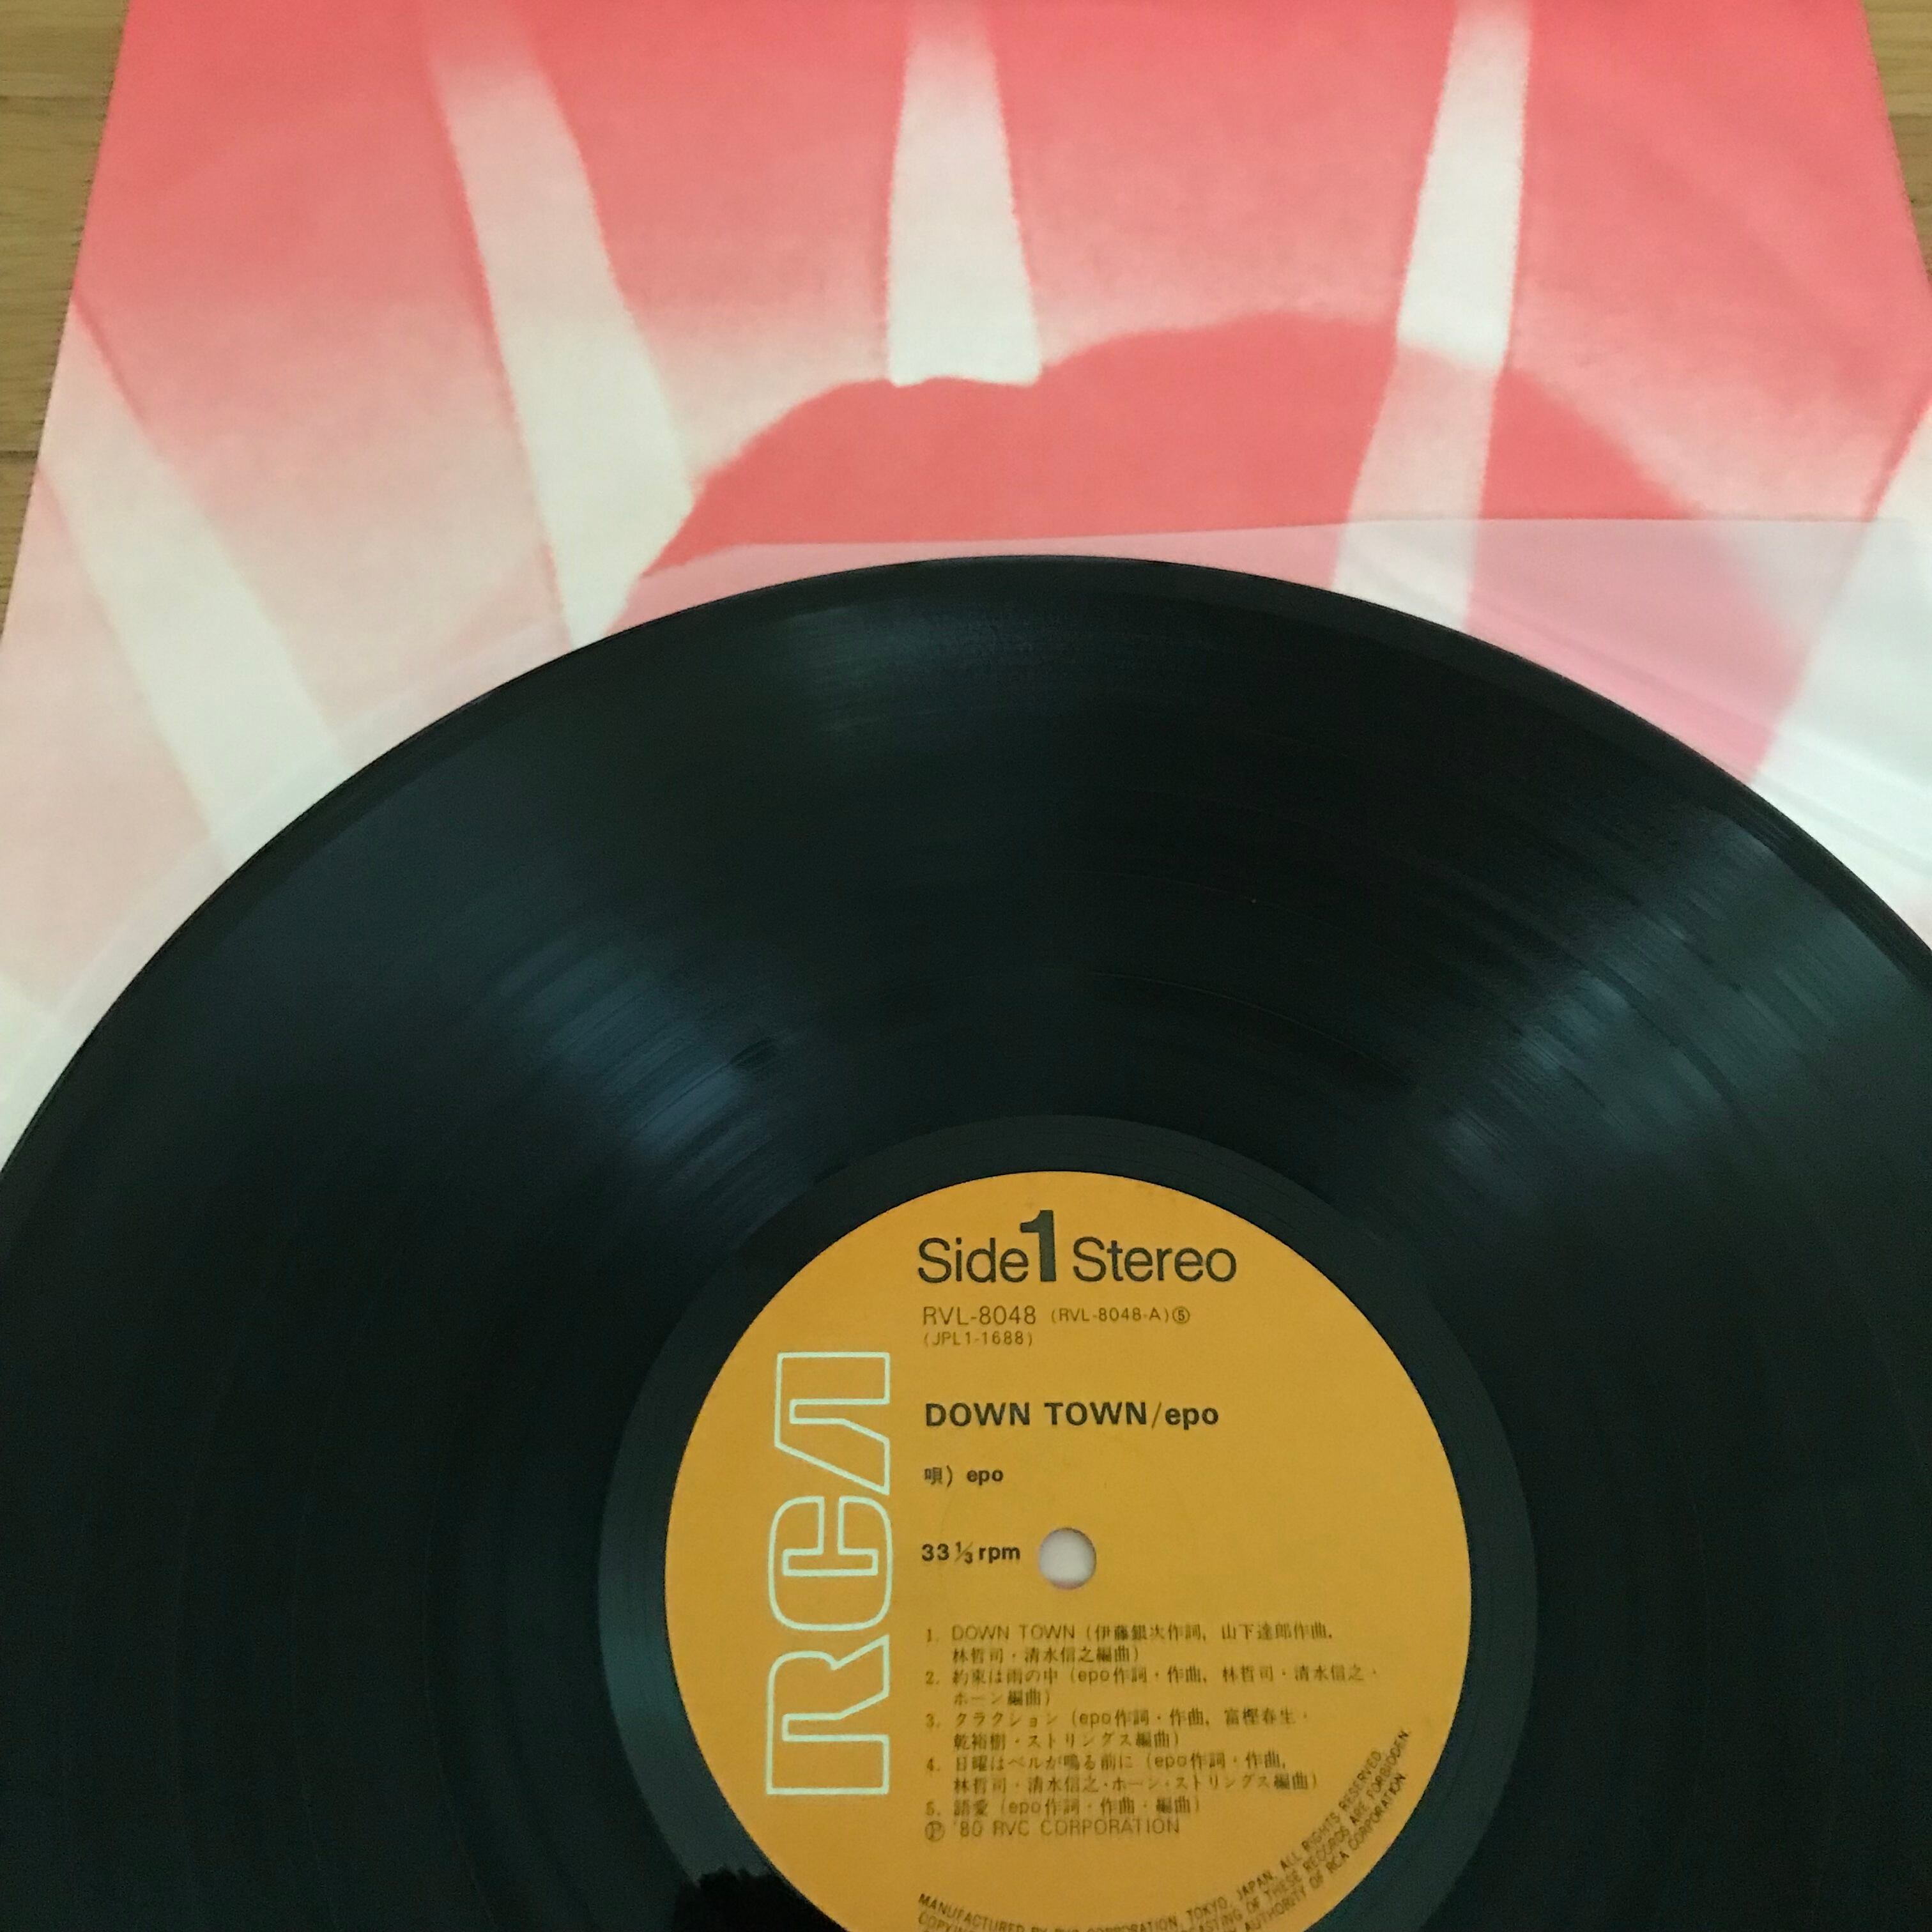 Side 1 Stereo
RVL-8048 (RVL-8048-A)⑤
(JPL1-1688)
DOWN TOWN/epo
唄) epo
33⅓rpm
RCA
1. DOWN TOWN (伊藤銀次作詞, 山下達郎作曲,
林哲司・清水信之編曲)
2. 約束は雨の中 (epo作詞・作曲, 林哲司・清水信之・
ホーン編曲)
3. クラクション (epo作詞・作曲, 富樫春生・
乾裕樹・ストリングス編曲)
4. 日曜はベルが鳴る前に (epo作詞・作曲,
林哲司・清水信之・ホーン・ストリングス編曲)
5. 語愛 (epo作詞・作曲・編曲)
Ⓟ '80 RVC CORPORATION
MANUFACTURED BY RVC CORPORATION, TOKYO, JAPAN. ALL RIGHTS RESERVED.
CASTING OF THESE RECORDS ARE FORBIDDEN
AUTHORITY OF RCA CORPORATION